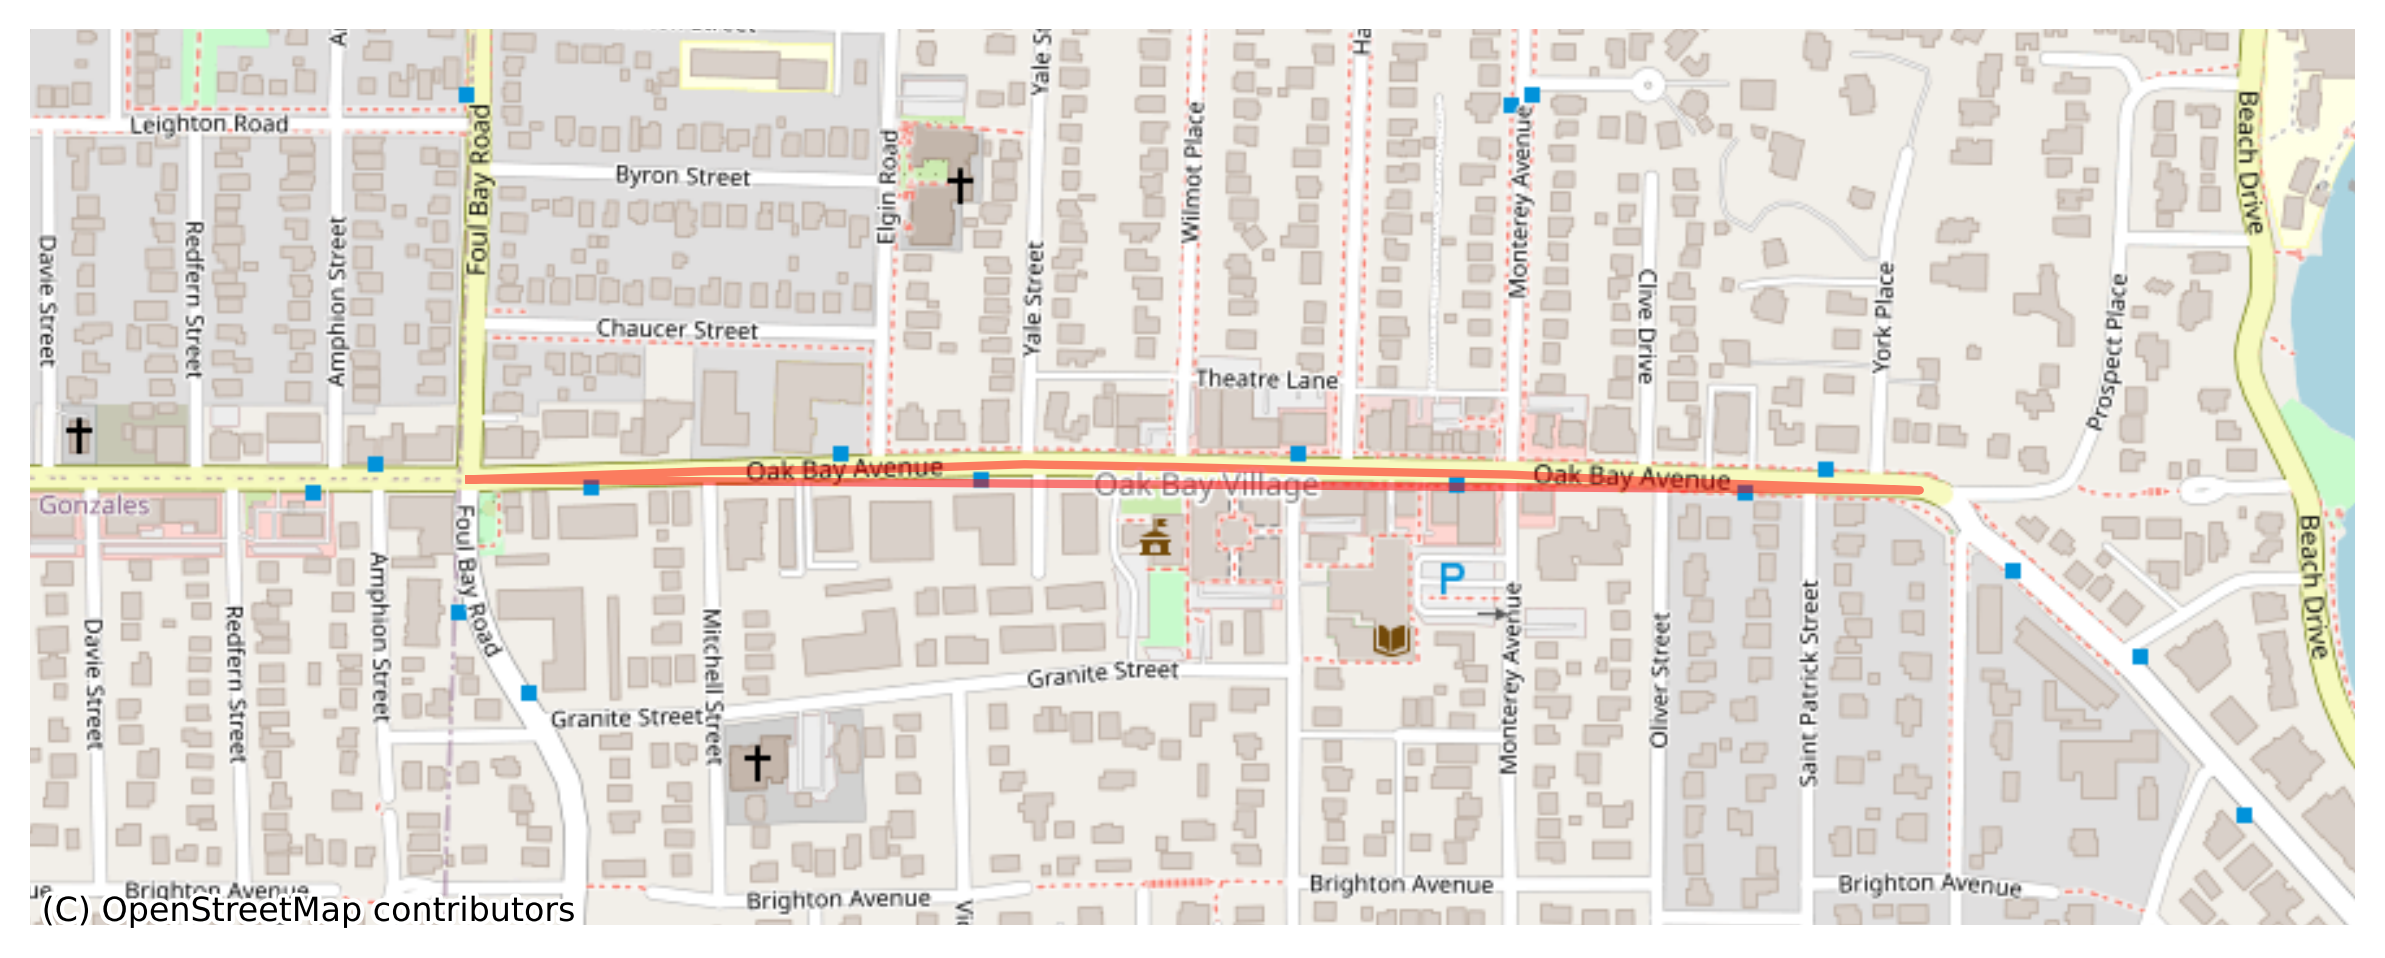 Leighton Road
Foul Bay Road
Byron Street
Elgin Road
Yale St
Wilmot Place
Ha
Monterey Avenue
Beach Drive
Davie Street
Redfern Street
Amphion Street
Chaucer Street
Yale Street
Theatre Lane
Clive Drive
York Place
Prospect Place
Oak Bay Avenue
Oak Bay Avenue
Oak Bay Village
Gonzales
P
Foul Bay Road
Amphion Street
Davie Street
Redfern Street
Mitchell Street
Granite Street
Granite Street
Monterey Avenue
Oliver Street
Saint Patrick Street
Beach Drive
Brighton Avenue
Brighton Avenue
Brighton Avenue
Brighton Avenue
(C) OpenStreetMap contributors